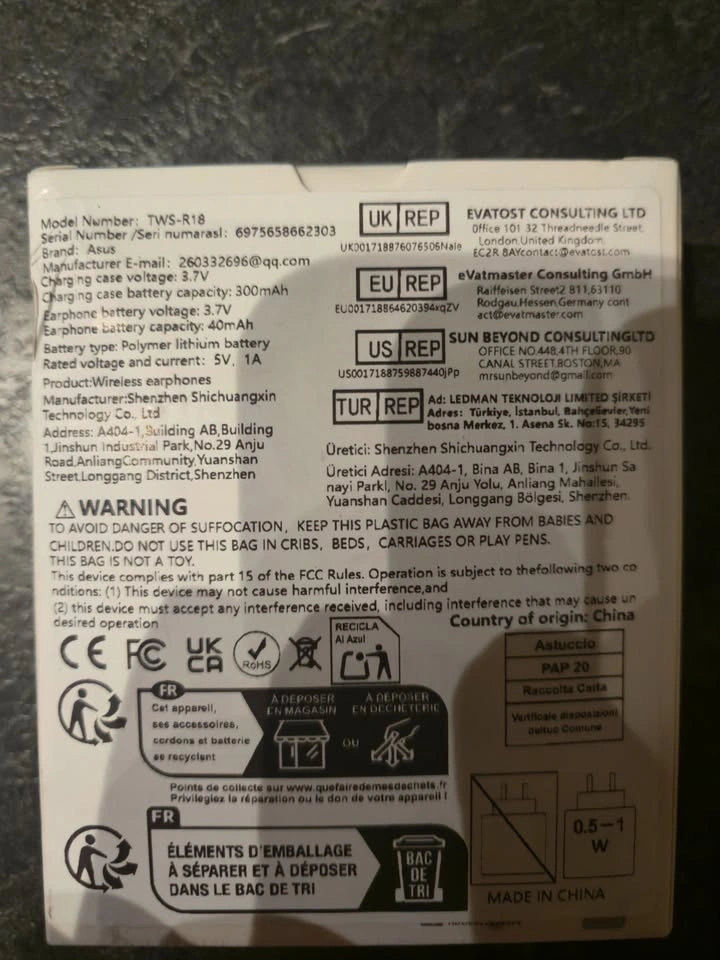 Model Number: TWS-R18
Serial Number /Seri numarasl: 6975658662303
Brand: Asus
Manufacturer E-mail: 260332696@qq.com
Charging case voltage: 3.7V
Charging case battery capacity: 300mAh
Earphone battery voltage: 3.7V
Earphone battery capacity: 40mAh
Battery type: Polymer lithium battery
Rated voltage and current: 5V, 1A
Product:Wireless earphones
Manufacturer:Shenzhen Shichuangxin
Technology Co., Ltd
Address: A404-1,Building AB,Building
1,Jinshun Industrial Park,No.29 Anju
Road,AnliangCommunity,Yuanshan
Street,Longgang District,Shenzhen
UK REP
UK001718876076506Nale
EVATOST CONSULTING LTD
Office 101 32 Threadneedle Street,
London,United Kingdom,
EC2R 8AYcontact@evatost.com
EU REP
EU001718864620394xqZV
eVatmaster Consulting GmbH
Raiffeisen Street2 811,63110
Rodgau,Hessen,Germany cont
act@evatmaster.com
US REP
US0017188759887440jPp
SUN BEYOND CONSULTINGLTD
OFFICE NO.448,4TH FLOOR,90
CANAL STREET,BOSTON,MA
mrsunbeyond@gmail.com
TUR REP
Ad: LEDMAN TEKNOLOJI LIMITED ŞİRKETİ
Adres: Türkiye, İstanbul, Bahçelievler,Yeni
bosna Merkez, 1. Asena Sk. No:15, 34295
Üretici: Shenzhen Shichuangxin Technology Co., Ltd.
Üretici Adresi: A404-1, Bina AB, Bina 1, Jinshun Sa
nayi Parkl, No. 29 Anju Yolu, Anliang Mahallesi,
Yuanshan Caddesi, Longgang Bölgesi, Shenzhen.
WARNING
TO AVOID DANGER OF SUFFOCATION, KEEP THIS PLASTIC BAG AWAY FROM BABIES AND
CHILDREN.DO NOT USE THIS BAG IN CRIBS, BEDS, CARRIAGES OR PLAY PENS.
THIS BAG IS NOT A TOY.
This device complies with part 15 of the FCC Rules. Operation is subject to thefollowing two co
nditions: (1) This device may not cause harmful interference,and
(2) this device must accept any interference received, including interference that may cause un
desired operation
Country of origin: China
CE FC UK
CA
RoHS
RECICLA
Al Azul
Astuccio
PAP 20
Raccolta Carta
Verificale disposizioni
deltuo Comune
FR
Cet appareil,
ses accessoires,
cordons et batterie
se recyclent
À DÉPOSER
EN MAGASIN
OU
À DÉPOSER
EN DÉCHÈTERIE
Points de collecte sur www.quefairedemesdechets.fr
Privilégiez la réparation ou le don de votre appareil !
FR
ÉLÉMENTS D'EMBALLAGE
À SÉPARER ET À DÉPOSER
DANS LE BAC DE TRI
BAC
DE
TRI
0.5-1
W
MADE IN CHINA